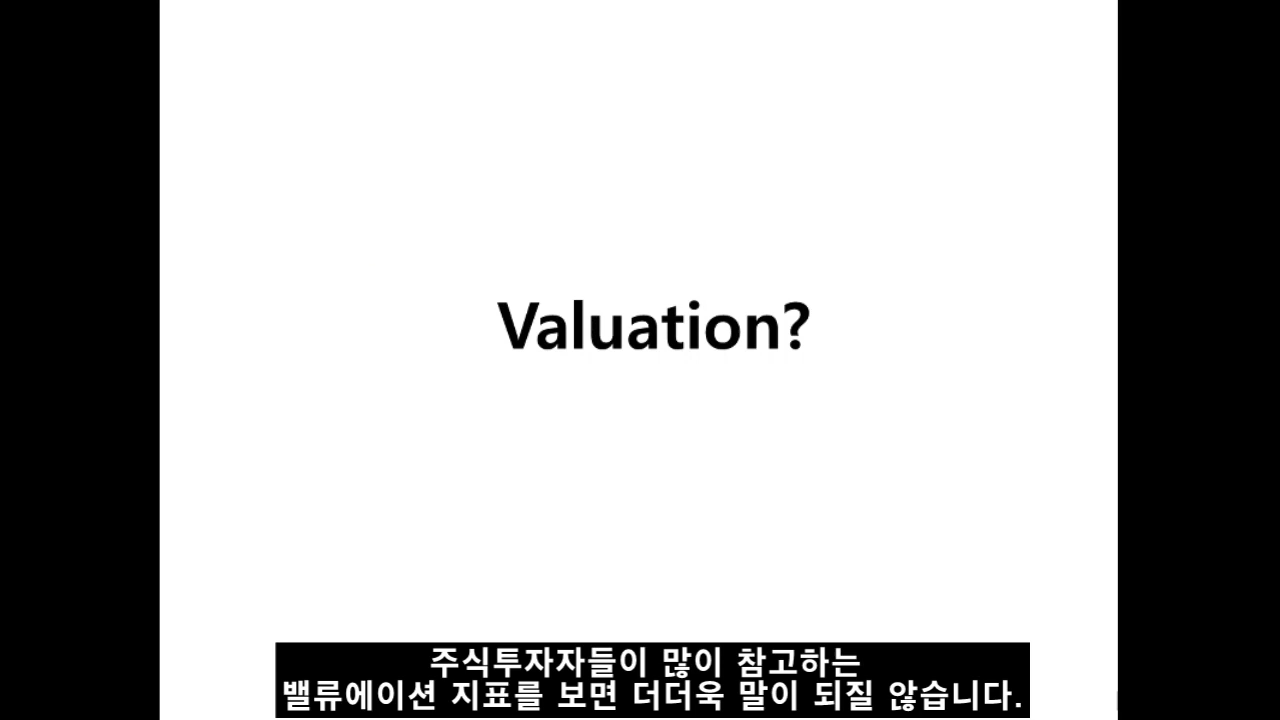 Valuation?
주식투자자들이 많이 참고하는
밸류에이션 지표를 보면 더더욱 말이 되질 않습니다.